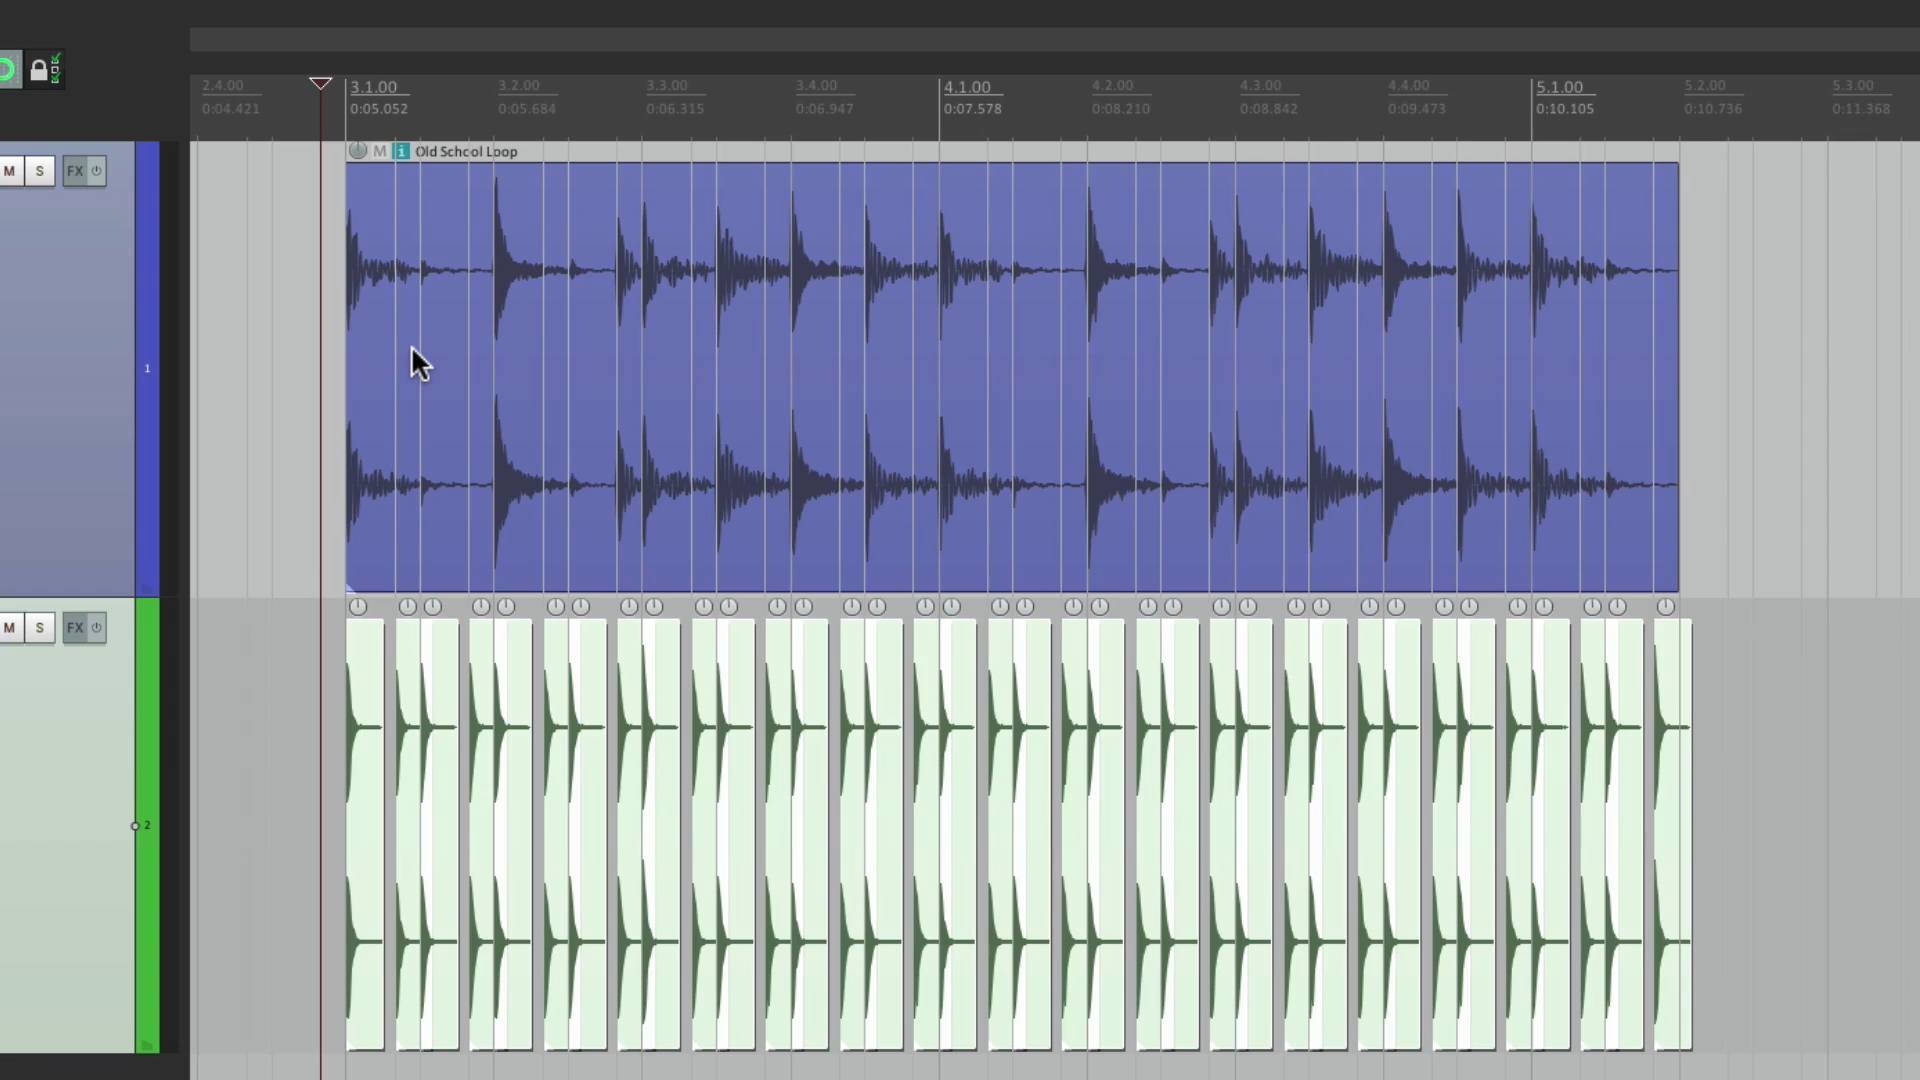 2.4.00 3.1.00 3.2.00 3.3.00 3.4.00 4.1.00 4.2.00 4.3.00 4.4.00 5.1.00 5.2.00 5.3.00
0:04.421 0:05.052 0:05.684 0:06.315 0:06.947 0:07.578 0:08.210 0:08.842 0:09.473 0:10.105 0:10.736 0:11.368
M i Old School Loop
M S FX
1
M S FX
2